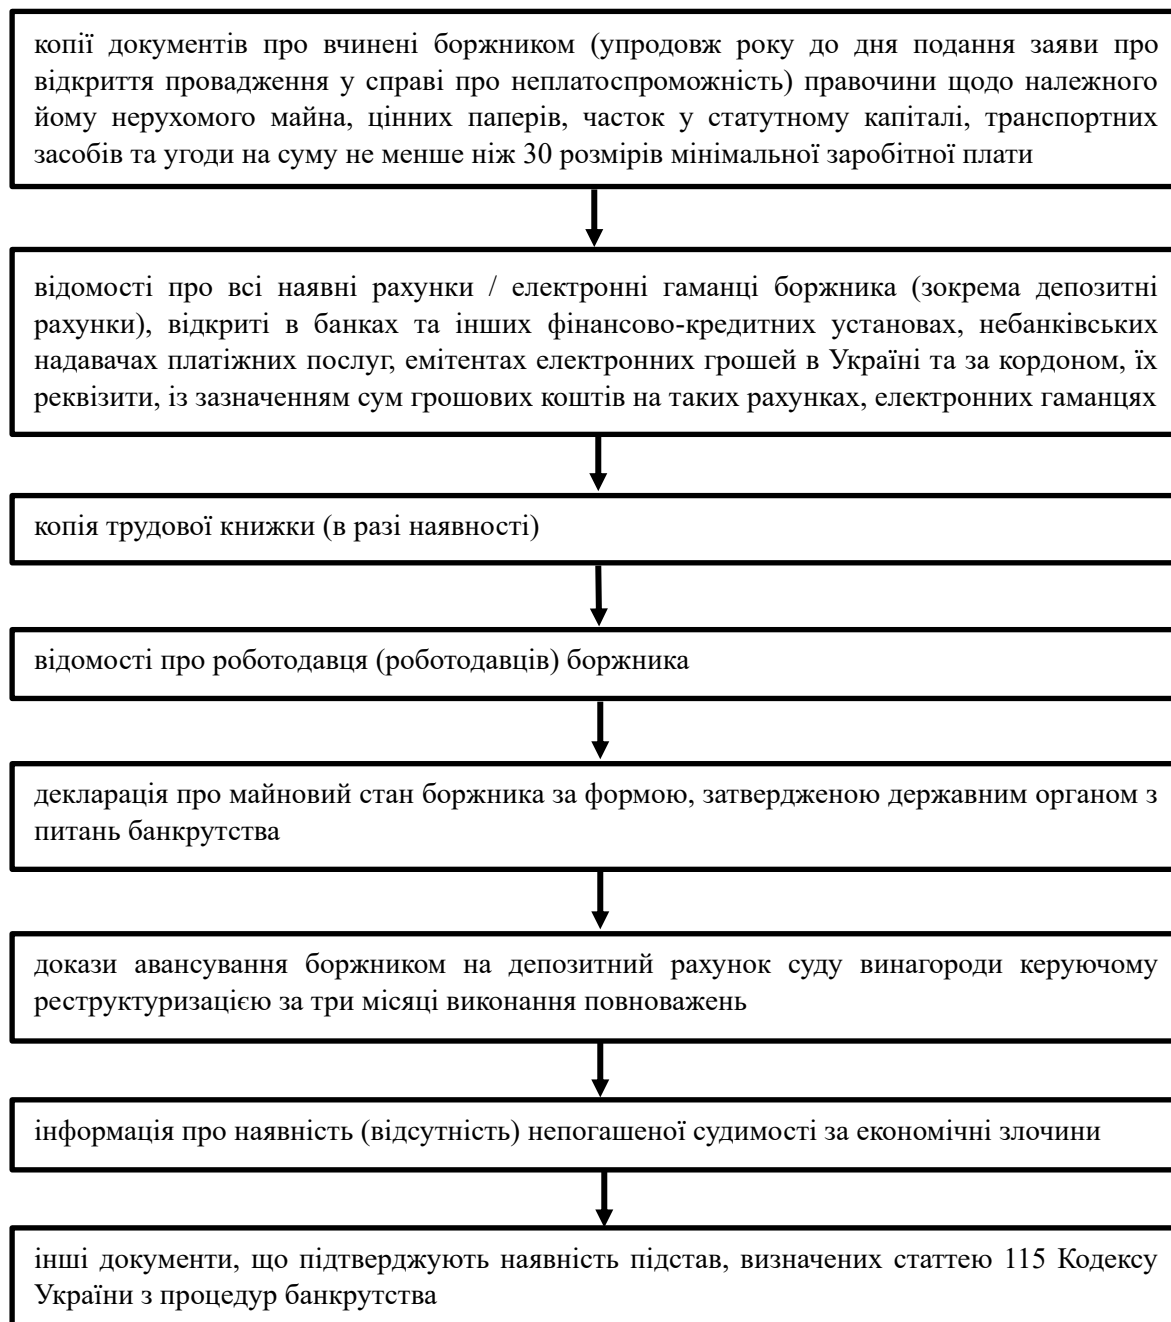 копії документів про вчинені боржником (упродовж року до дня подання заяви про
відкриття провадження у справі про неплатоспроможність) правочини щодо належного
йому нерухомого майна, цінних паперів, часток у статутному капіталі, транспортних
засобів та угоди на суму не менше ніж 30 розмірів мінімальної заробітної плати
відомості про всі наявні рахунки / електронні гаманці боржника (зокрема депозитні
рахунки), відкриті в банках та інших фінансово-кредитних установах, небанківських
надавачах платіжних послуг, емітентах електронних грошей в Україні та за кордоном, їх
реквізити, із зазначенням сум грошових коштів на таких рахунках, електронних гаманцях
копія трудової книжки (в разі наявності)
відомості про роботодавця (роботодавців) боржника
декларація про майновий стан боржника за формою, затвердженою державним органом з
питань банкрутства
докази авансування боржником на депозитний рахунок суду винагороди керуючому
реструктуризацією за три місяці виконання повноважень
інформація про наявність (відсутність) непогашеної судимості за економічні злочини
інші документи, що підтверджують наявність підстав, визначених статтею 115 Кодексу
України з процедур банкрутства